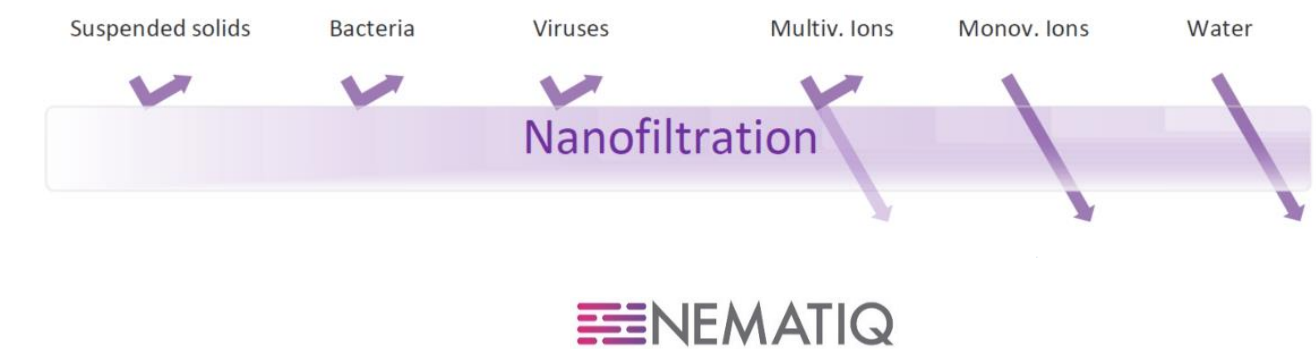 Suspended solids Bacteria Viruses Multiv. Ions Monov. Ions Water
Nanofiltration
NEMATIQ